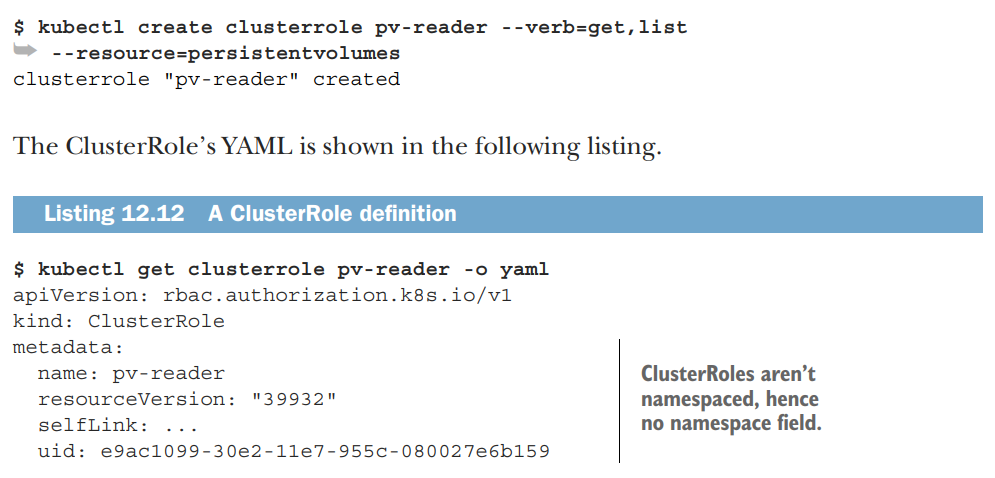 $ kubectl create clusterrole pv-reader --verb=get,list
➥ --resource=persistentvolumes
clusterrole "pv-reader" created
The ClusterRole's YAML is shown in the following listing.
Listing 12.12 A ClusterRole definition
$ kubectl get clusterrole pv-reader -o yaml
apiVersion: rbac.authorization.k8s.io/v1
kind: ClusterRole
metadata:
  name: pv-reader
  resourceVersion: "39932"
  selfLink: ...
  uid: e9ac1099-30e2-11e7-955c-080027e6b159
ClusterRoles aren't
namespaced, hence
no namespace field.